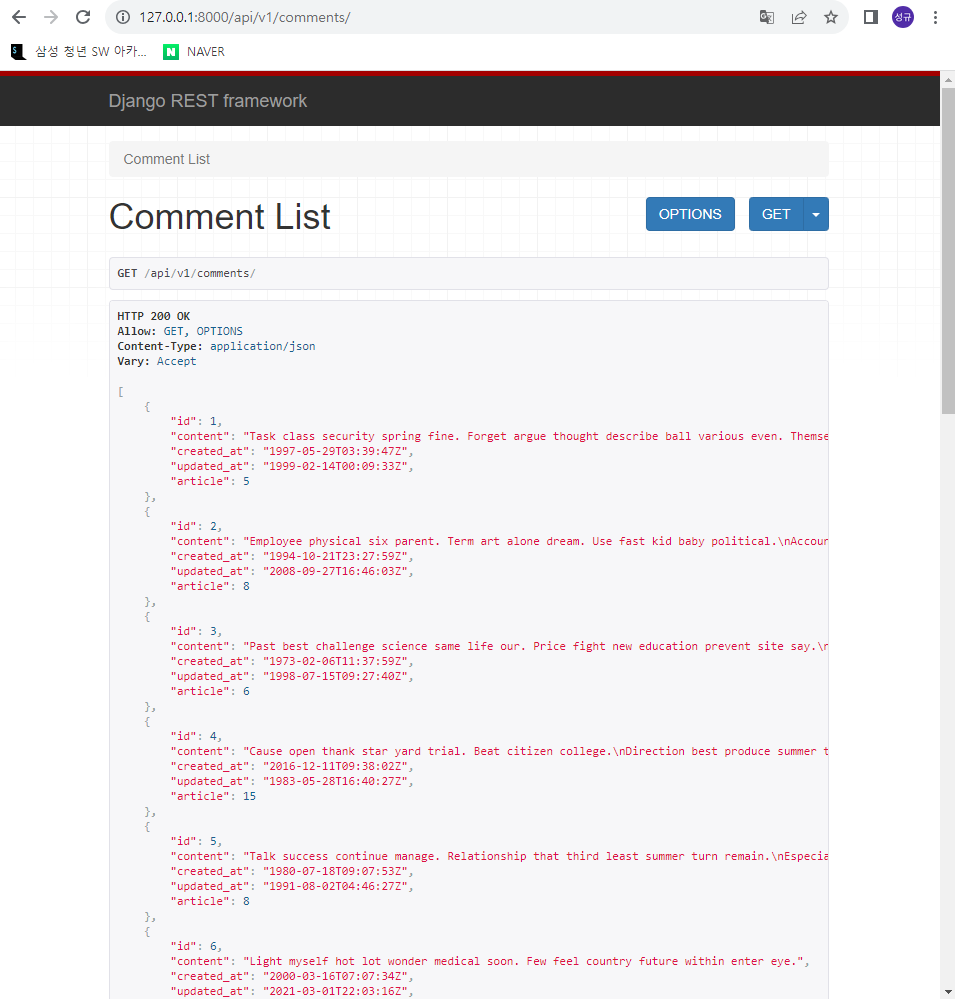 127.0.0.1:8000/api/v1/comments/
성규
삼성 청년 SW 아카... N NAVER
Django REST framework
Comment List
Comment List OPTIONS GET
GET /api/v1/comments/
HTTP 200 OK
Allow: GET, OPTIONS
Content-Type: application/json
Vary: Accept
[
{
"id": 1,
"content": "Task class security spring fine. Forget argue thought describe ball various even. Themse
"created_at": "1997-05-29T03:39:47Z",
"updated_at": "1999-02-14T00:09:33Z",
"article": 5
},
{
"id": 2,
"content": "Employee physical six parent. Term art alone dream. Use fast kid baby political.\nAccoun
"created_at": "1994-10-21T23:27:59Z",
"updated_at": "2008-09-27T16:46:03Z",
"article": 8
},
{
"id": 3,
"content": "Past best challenge science same life our. Price fight new education prevent site say.\n
"created_at": "1973-02-06T11:37:59Z",
"updated_at": "1998-07-15T09:27:40Z",
"article": 6
},
{
"id": 4,
"content": "Cause open thank star yard trial. Beat citizen college.\nDirection best produce summer t
"created_at": "2016-12-11T09:38:02Z",
"updated_at": "1983-05-28T16:40:27Z",
"article": 15
},
{
"id": 5,
"content": "Talk success continue manage. Relationship that third least summer turn remain.\nEspecia
"created_at": "1980-07-18T09:07:53Z",
"updated_at": "1991-08-02T04:46:27Z",
"article": 8
},
{
"id": 6,
"content": "Light myself hot lot wonder medical soon. Few feel country future within enter eye.",
"created_at": "2000-03-16T07:07:34Z",
"updated_at": "2021-03-01T22:03:16Z",